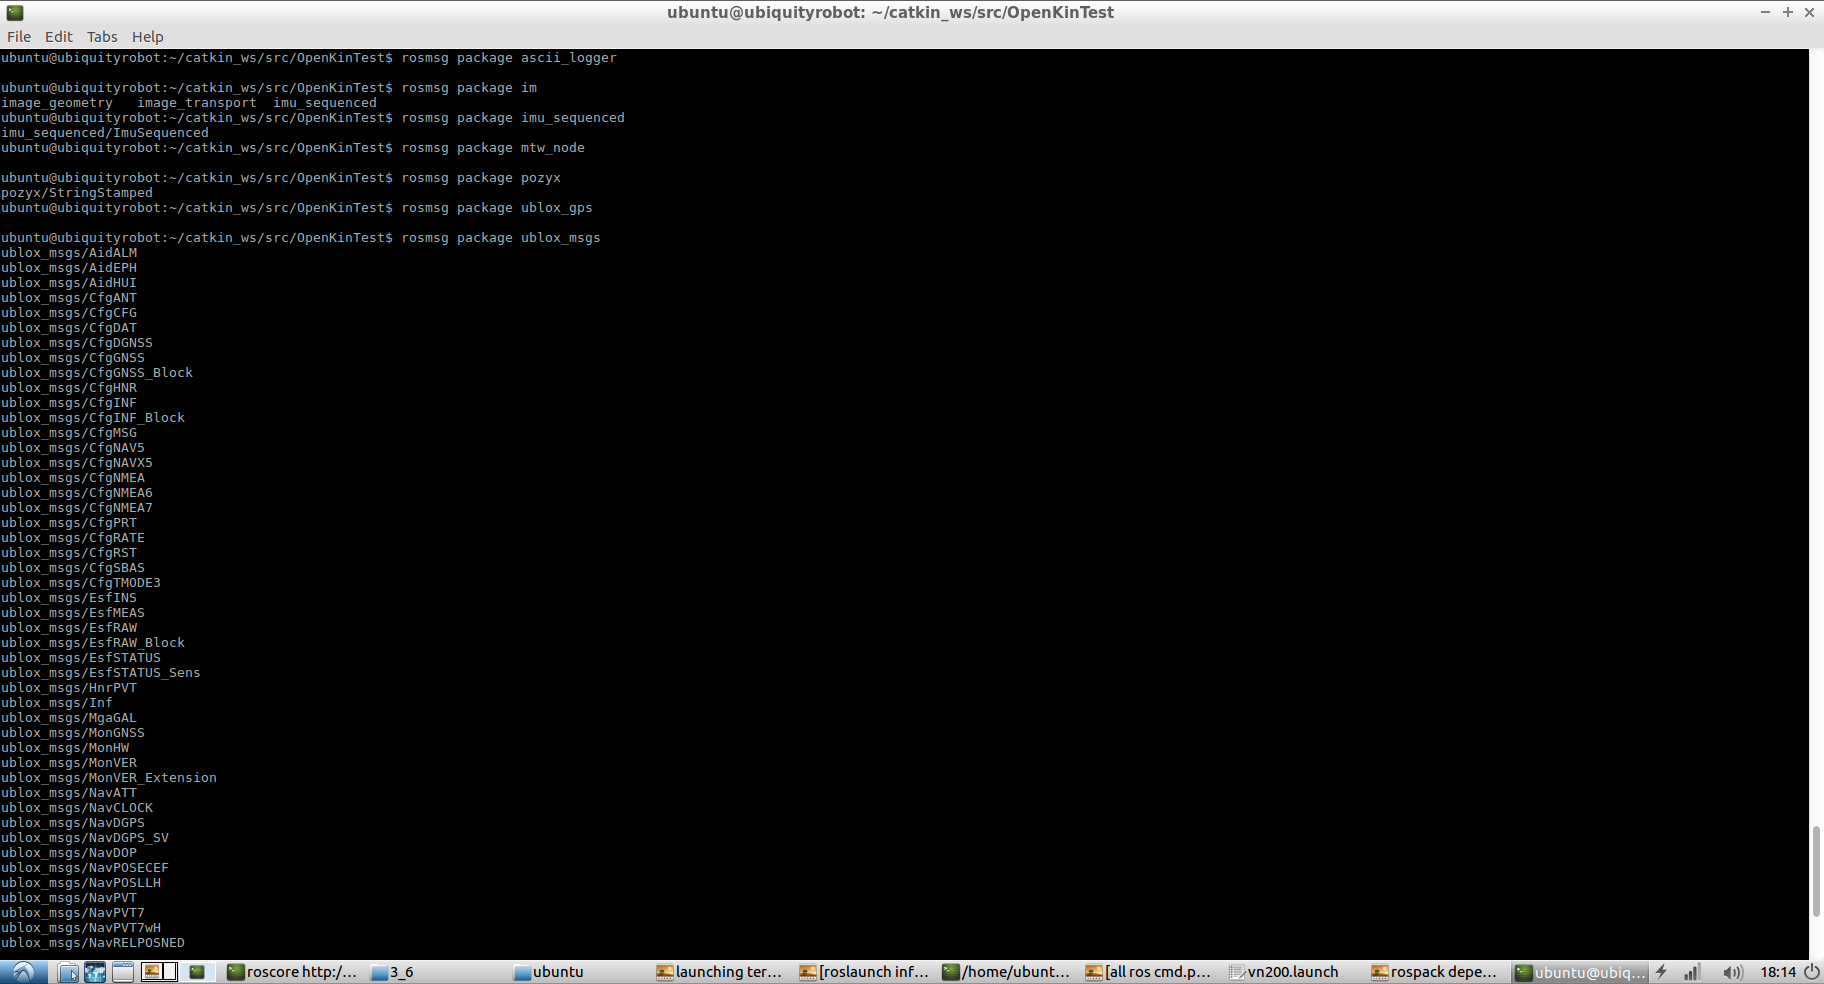 ubuntu@ubiquityrobot: ~/catkin_ws/src/OpenKinTest
File Edit Tabs Help
ubuntu@ubiquityrobot:~/catkin_ws/src/OpenKinTest$ rosmsg package ascii_logger
ubuntu@ubiquityrobot:~/catkin_ws/src/OpenKinTest$ rosmsg package im
image_geometry   image_transport  imu_sequenced
ubuntu@ubiquityrobot:~/catkin_ws/src/OpenKinTest$ rosmsg package imu_sequenced
imu_sequenced/ImuSequenced
ubuntu@ubiquityrobot:~/catkin_ws/src/OpenKinTest$ rosmsg package mtw_node
ubuntu@ubiquityrobot:~/catkin_ws/src/OpenKinTest$ rosmsg package pozyx
pozyx/StringStamped
ubuntu@ubiquityrobot:~/catkin_ws/src/OpenKinTest$ rosmsg package ublox_gps
ubuntu@ubiquityrobot:~/catkin_ws/src/OpenKinTest$ rosmsg package ublox_msgs
ublox_msgs/AidALM
ublox_msgs/AidEPH
ublox_msgs/AidHUI
ublox_msgs/CfgANT
ublox_msgs/CfgCFG
ublox_msgs/CfgDAT
ublox_msgs/CfgDGNSS
ublox_msgs/CfgGNSS
ublox_msgs/CfgGNSS_Block
ublox_msgs/CfgHNR
ublox_msgs/CfgINF
ublox_msgs/CfgINF_Block
ublox_msgs/CfgMSG
ublox_msgs/CfgNAV5
ublox_msgs/CfgNAVX5
ublox_msgs/CfgNMEA
ublox_msgs/CfgNMEA6
ublox_msgs/CfgNMEA7
ublox_msgs/CfgPRT
ublox_msgs/CfgRATE
ublox_msgs/CfgRST
ublox_msgs/CfgSBAS
ublox_msgs/CfgTMODE3
ublox_msgs/EsfINS
ublox_msgs/EsfMEAS
ublox_msgs/EsfRAW
ublox_msgs/EsfRAW_Block
ublox_msgs/EsfSTATUS
ublox_msgs/EsfSTATUS_Sens
ublox_msgs/HnrPVT
ublox_msgs/Inf
ublox_msgs/MgaGAL
ublox_msgs/MonGNSS
ublox_msgs/MonHW
ublox_msgs/MonVER
ublox_msgs/MonVER_Extension
ublox_msgs/NavATT
ublox_msgs/NavCLOCK
ublox_msgs/NavDGPS
ublox_msgs/NavDGPS_SV
ublox_msgs/NavDOP
ublox_msgs/NavPOSECEF
ublox_msgs/NavPOSLLH
ublox_msgs/NavPVT
ublox_msgs/NavPVT7
ublox_msgs/NavPVT7wH
ublox_msgs/NavRELPOSNED
roscore http:/... 3_6 ubuntu launching ter... [roslaunch inf... /home/ubunt... [all ros cmd.p... vn200.launch rospack depe... ubuntu@ubiq... 18:14